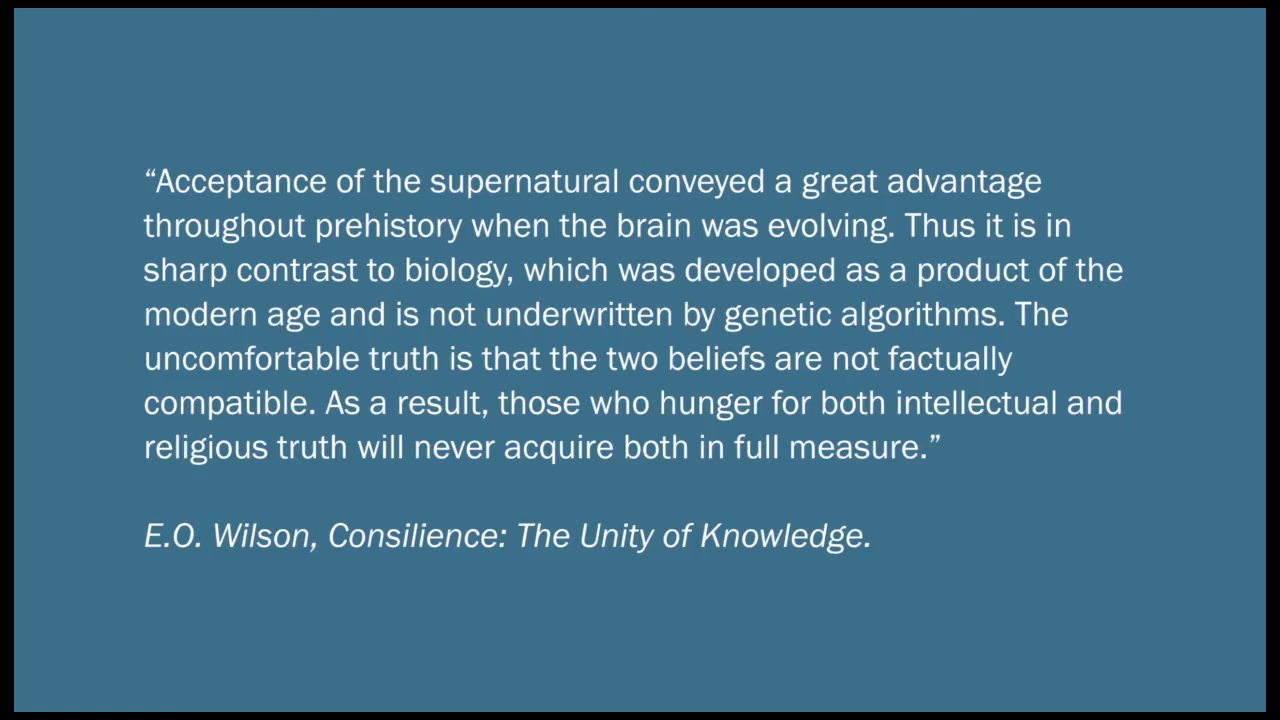 “Acceptance of the supernatural conveyed a great advantage
throughout prehistory when the brain was evolving. Thus it is in
sharp contrast to biology, which was developed as a product of the
modern age and is not underwritten by genetic algorithms. The
uncomfortable truth is that the two beliefs are not factually
compatible. As a result, those who hunger for both intellectual and
religious truth will never acquire both in full measure.”
E.O. Wilson, Consilience: The Unity of Knowledge.